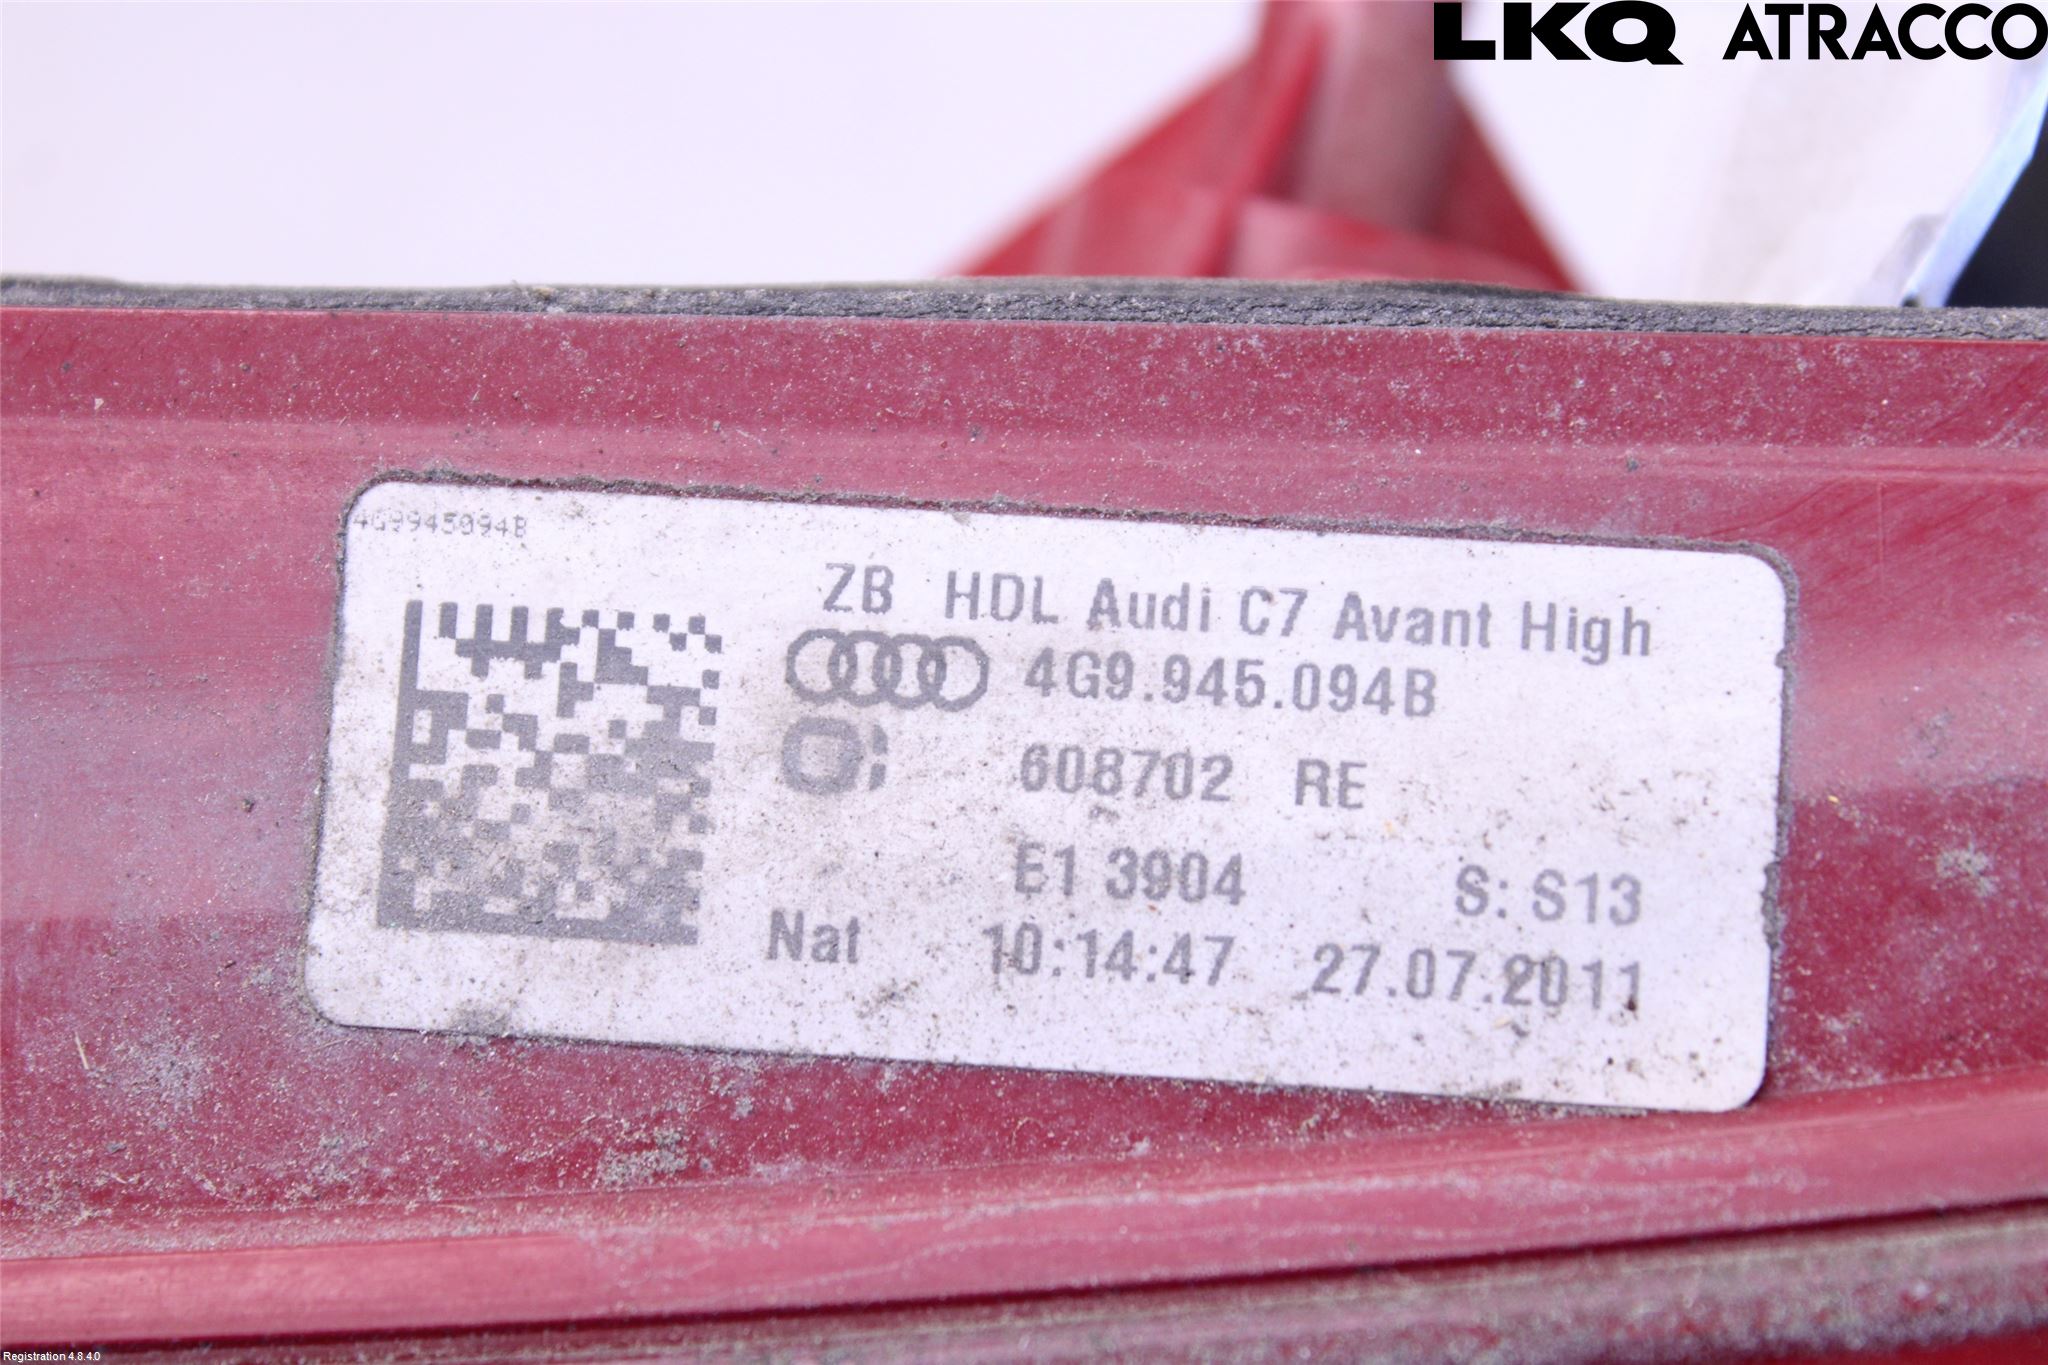 LKQ ATRACCO
4G9945094B
ZB HDL Audi C7 Avant High
4G9.945.094B
608702 RE
E1 3904 S: S13
Nat 10:14:47 27.07.2011
Registration 4.8.4.0